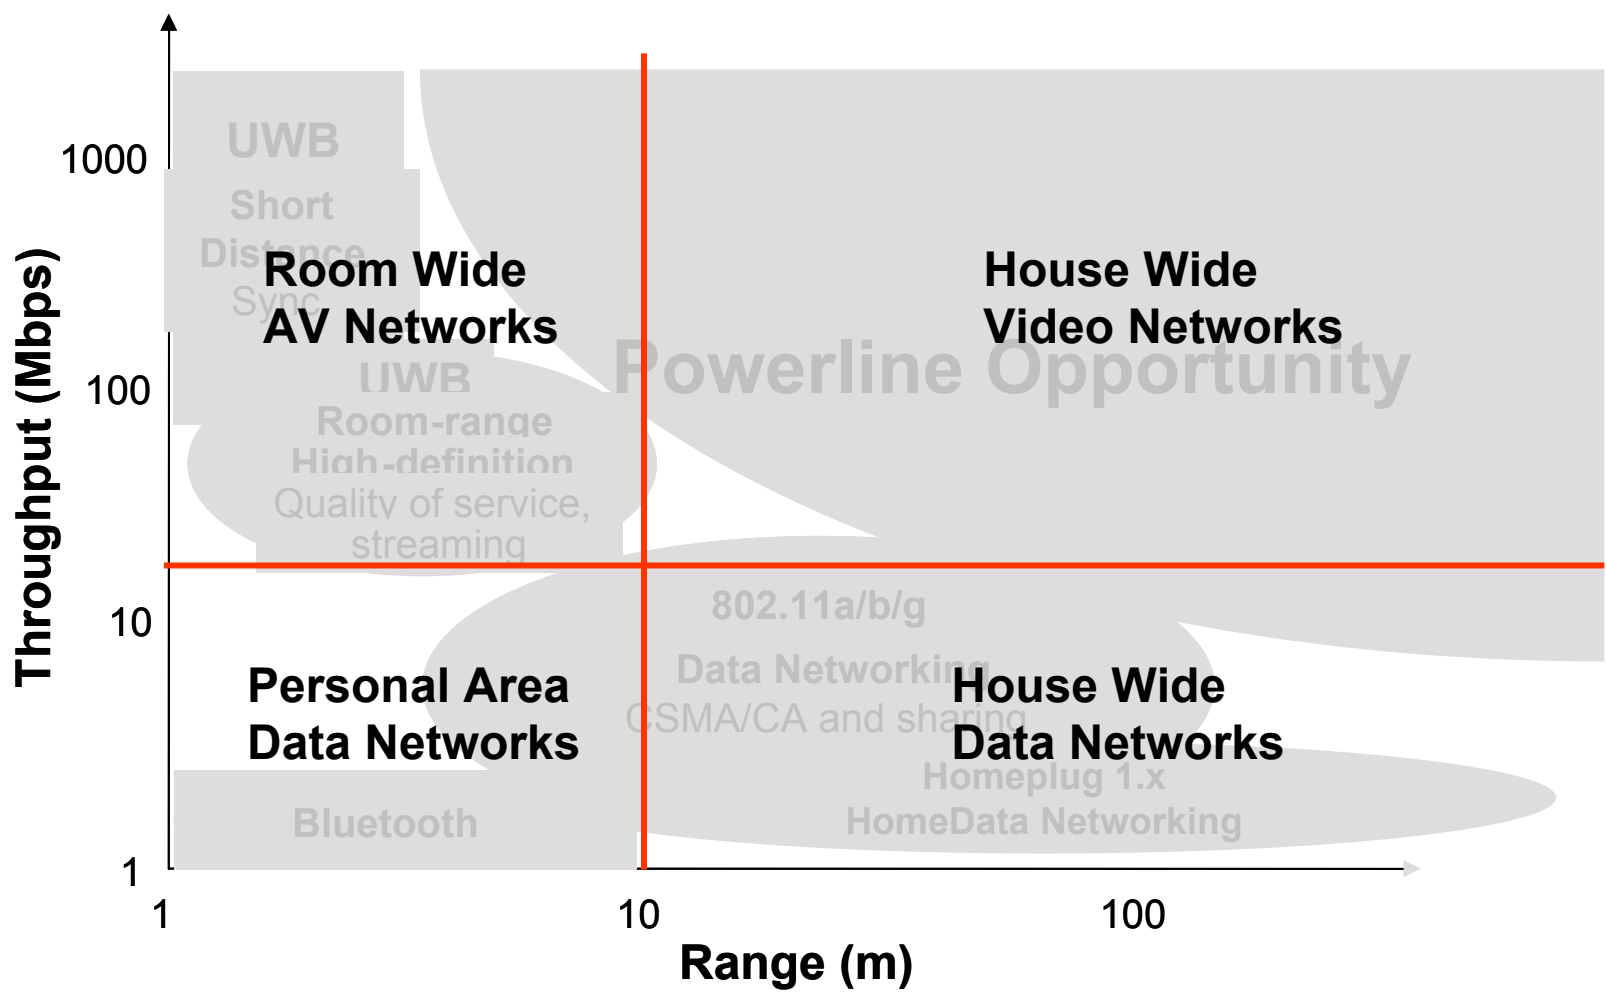 UWB
1000
Short
Distance
Sync
Room Wide
AV Networks
House Wide
Video Networks
Powerline Opportunity
UWB
100
Room-range
High-definition
Quality of service,
streaming
Throughput (Mbps)
802.11a/b/g
10
Data Networking
CSMA/CA and sharing
Personal Area
Data Networks
House Wide
Data Networks
Homeplug 1.x
HomeData Networking
Bluetooth
1
1
10
100
Range (m)